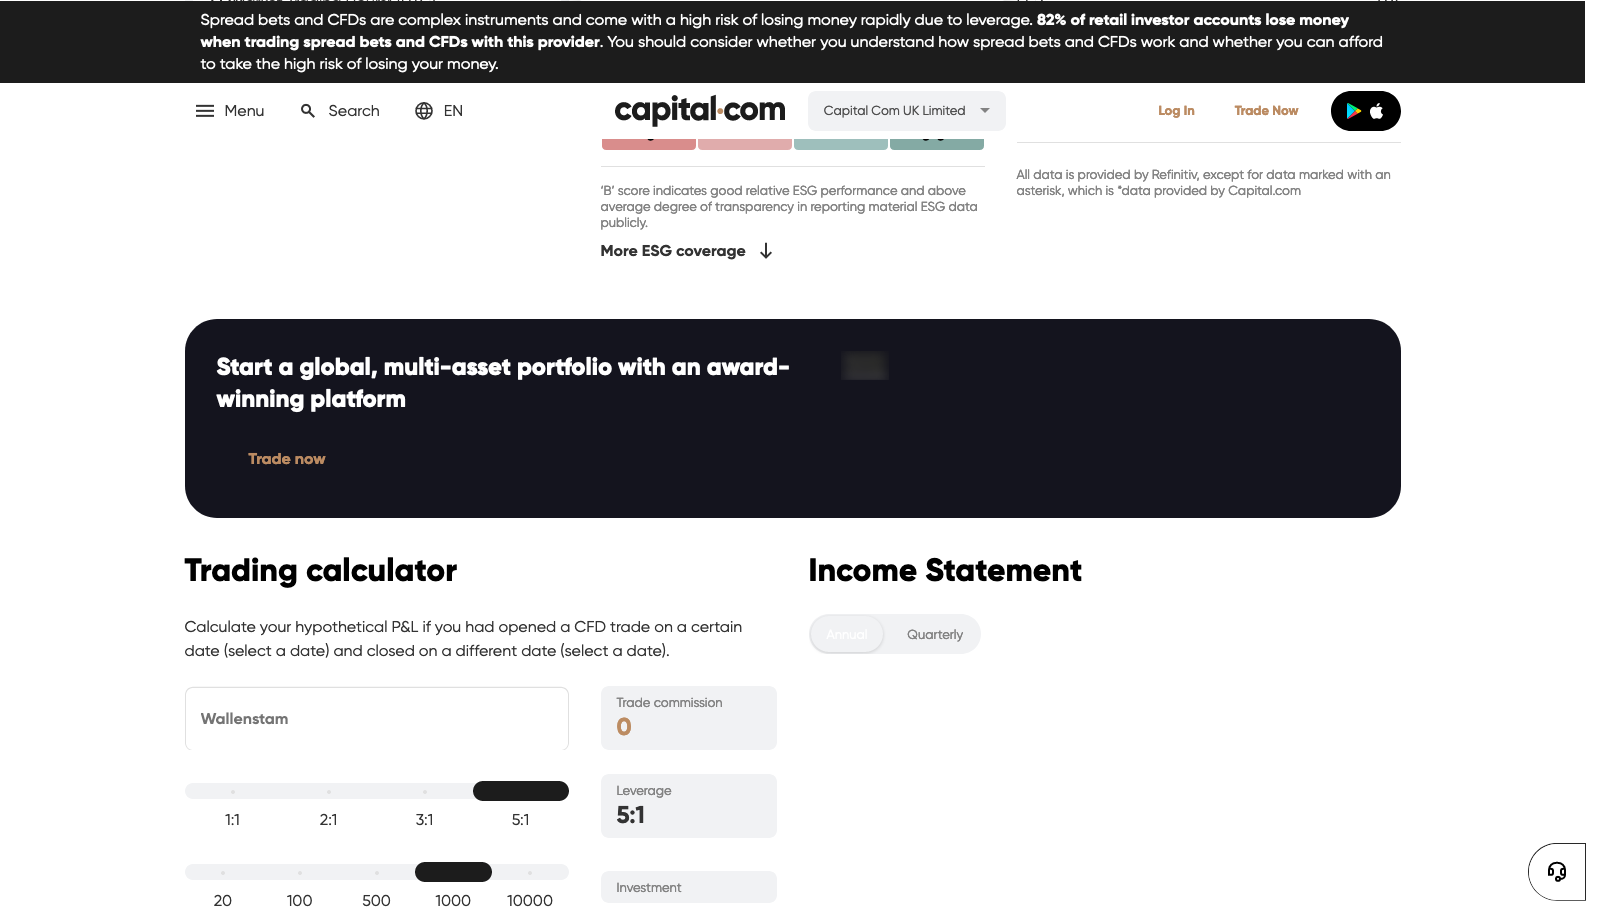 Spread bets and CFDs are complex instruments and come with a high risk of losing money rapidly due to leverage. 82% of retail investor accounts lose money
when trading spread bets and CFDs with this provider. You should consider whether you understand how spread bets and CFDs work and whether you can afford
to take the high risk of losing your money.
Menu Search EN capital.com Capital Com UK Limited Log In Trade Now
'B' score indicates good relative ESG performance and above
average degree of transparency in reporting material ESG data
publicly.
More ESG coverage
All data is provided by Refinitiv, except for data marked with an
asterisk, which is *data provided by Capital.com
Start a global, multi-asset portfolio with an award-
winning platform
Trade now
Trading calculator
Calculate your hypothetical P&L if you had opened a CFD trade on a certain
date (select a date) and closed on a different date (select a date).
Wallenstam
Trade commission
0
1:1 2:1 3:1 5:1
Leverage
5:1
20 100 500 1000 10000
Investment
Income Statement
Annual Quarterly